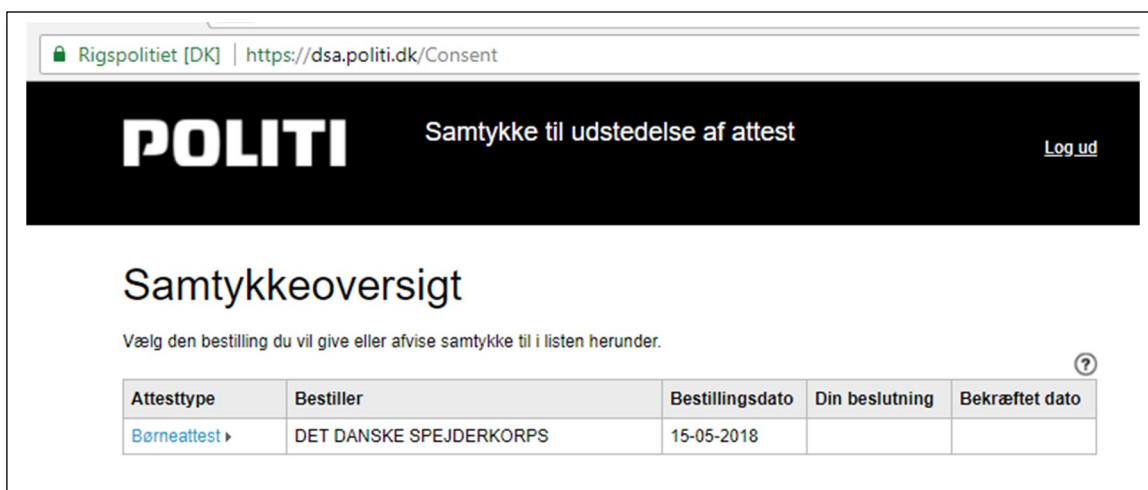 Rigspolitiet [DK] | https://dsa.politi.dk/Consent
POLITI
Samtykke til udstedelse af attest
Log ud
Samtykkeoversigt
Vælg den bestilling du vil give eller afvise samtykke til i listen herunder.
?
Attesttype Bestiller Bestillingsdato Din beslutning Bekræftet dato
Børneattest DET DANSKE SPEJDERKORPS 15-05-2018